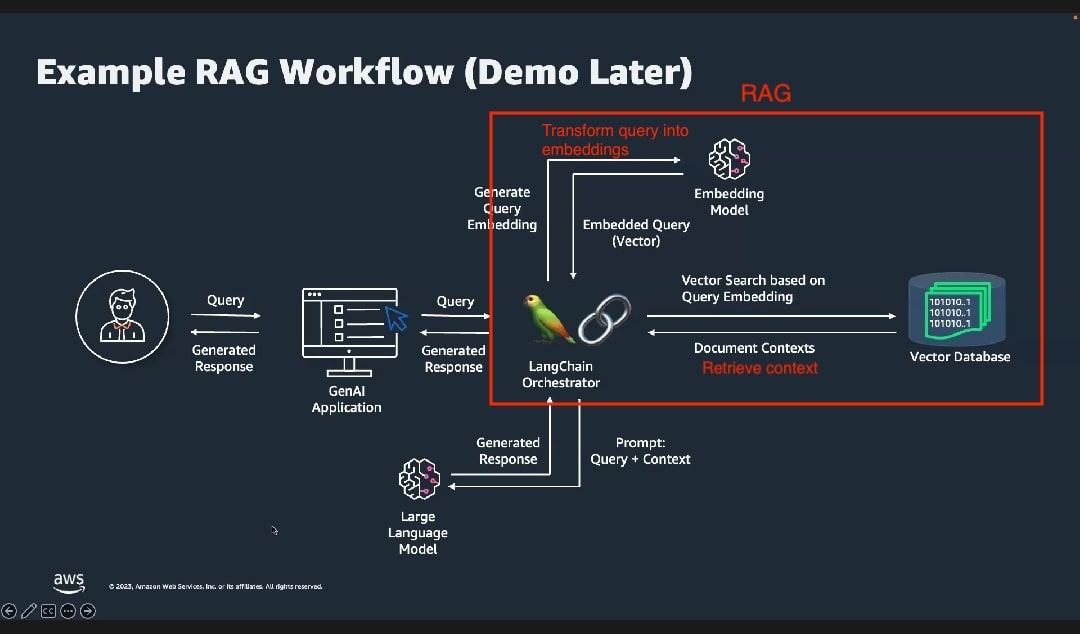 Example RAG Workflow (Demo Later)
RAG
Transform query into
embeddings
Generate
Query
Embedding
Embedding
Model
Embedded Query
(Vector)
Query
Generated
Response
GenAI
Application
Query
Generated
Response
LangChain
Orchestrator
Vector Search based on
Query Embedding
Document Contexts
Retrieve context
101010..1
101010..1
101010..1
Vector Database
Generated
Response
Prompt:
Query + Context
Large
Language
Model
aws
© 2023, Amazon Web Services, Inc. or its affiliates. All rights reserved.
CC